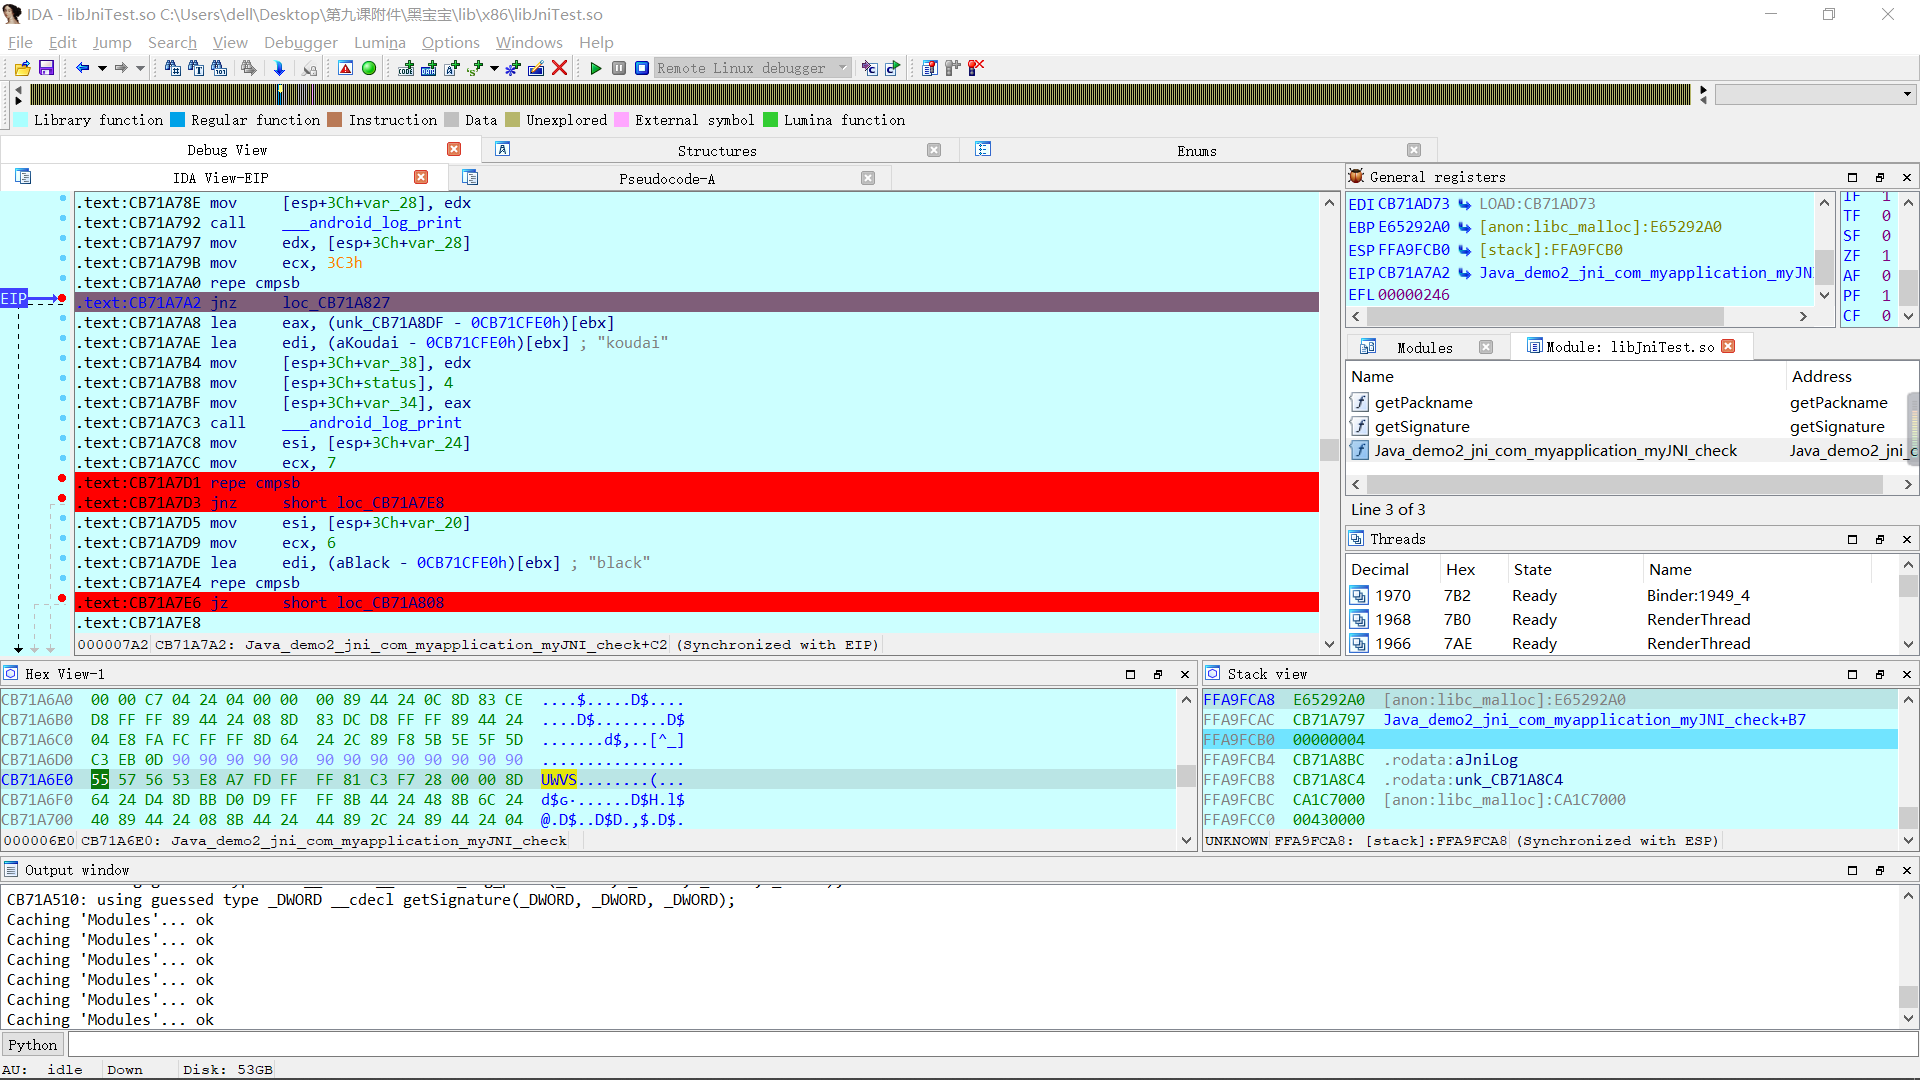 IDA - libJniTest.so C:\Users\dell\Desktop\第九课附件\黑宝宝\lib\x86\libJniTest.so
File Edit Jump Search View Debugger Lumina Options Windows Help
Remote Linux debugger
Library function Regular function Instruction Data Unexplored External symbol Lumina function
Debug View Structures Enums
IDA View-EIP Pseudocode-A
.text:CB71A78E mov [esp+3Ch+var_28], edx
.text:CB71A792 call ___android_log_print
.text:CB71A797 mov edx, [esp+3Ch+var_28]
.text:CB71A79B mov ecx, 3C3h
.text:CB71A7A0 repe cmpsb
EIP
.text:CB71A7A2 jnz loc_CB71A827
.text:CB71A7A8 lea eax, (unk_CB71A8DF - 0CB71CFE0h)[ebx]
.text:CB71A7AE lea edi, (aKoudai - 0CB71CFE0h)[ebx] ; "koudai"
.text:CB71A7B4 mov [esp+3Ch+var_38], edx
.text:CB71A7B8 mov [esp+3Ch+status], 4
.text:CB71A7BF mov [esp+3Ch+var_34], eax
.text:CB71A7C3 call ___android_log_print
.text:CB71A7C8 mov esi, [esp+3Ch+var_24]
.text:CB71A7CC mov ecx, 7
.text:CB71A7D1 repe cmpsb
.text:CB71A7D3 jnz short loc_CB71A7E8
.text:CB71A7D5 mov esi, [esp+3Ch+var_20]
.text:CB71A7D9 mov ecx, 6
.text:CB71A7DE lea edi, (aBlack - 0CB71CFE0h)[ebx] ; "black"
.text:CB71A7E4 repe cmpsb
.text:CB71A7E6 jz short loc_CB71A808
.text:CB71A7E8
000007A2 CB71A7A2: Java_demo2_jni_com_myapplication_myJNI_check+C2 (Synchronized with EIP)
General registers
EDI CB71AD73 LOAD:CB71AD73
EBP E65292A0 [anon:libc_malloc]:E65292A0
ESP FFA9FCB0 [stack]:FFA9FCB0
EIP CB71A7A2 Java_demo2_jni_com_myapplication_myJN
EFL 00000246
IF 1
TF 0
SF 0
ZF 1
AF 0
PF 1
CF 0
Modules Module: libJniTest.so
Name Address
getPackname getPackname
getSignature getSignature
Java_demo2_jni_com_myapplication_myJNI_check Java_demo2_jni_c
Line 3 of 3
Threads
Decimal Hex State Name
1970 7B2 Ready Binder:1949_4
1968 7B0 Ready RenderThread
1966 7AE Ready RenderThread
Hex View-1
CB71A6A0 00 00 C7 04 24 04 00 00 00 89 44 24 0C 8D 83 CE ....$.....D$....
CB71A6B0 D8 FF FF 89 44 24 08 8D 83 DC D8 FF FF 89 44 24 ....D$........D$
CB71A6C0 04 E8 FA FC FF FF 8D 64 24 2C 89 F8 5B 5E 5F 5D .......d$,..[^_]
CB71A6D0 C3 EB 0D 90 90 90 90 90 90 90 90 90 90 90 90 90 ................
CB71A6E0 55 57 56 53 E8 A7 FD FF FF 81 C3 F7 28 00 00 8D UWVS........(...
CB71A6F0 64 24 D4 8D BB D0 D9 FF FF 8B 44 24 48 8B 6C 24 d$G·......D$H.l$
CB71A700 40 89 44 24 08 8B 44 24 44 89 2C 24 89 44 24 04 @.D$..D$D.,$.D$.
000006E0 CB71A6E0: Java_demo2_jni_com_myapplication_myJNI_check
Stack view
FFA9FCA8 E65292A0 [anon:libc_malloc]:E65292A0
FFA9FCAC CB71A797 Java_demo2_jni_com_myapplication_myJNI_check+B7
FFA9FCB0 00000004
FFA9FCB4 CB71A8BC .rodata:aJniLog
FFA9FCB8 CB71A8C4 .rodata:unk_CB71A8C4
FFA9FCBC CA1C7000 [anon:libc_malloc]:CA1C7000
FFA9FCC0 00430000
UNKNOWN FFA9FCA8: [stack]:FFA9FCA8 (Synchronized with ESP)
Output window
CB71A510: using guessed type _DWORD __cdecl getSignature(_DWORD, _DWORD, _DWORD);
Caching 'Modules'... ok
Caching 'Modules'... ok
Caching 'Modules'... ok
Caching 'Modules'... ok
Caching 'Modules'... ok
Caching 'Modules'... ok
Python
AU: idle Down Disk: 53GB